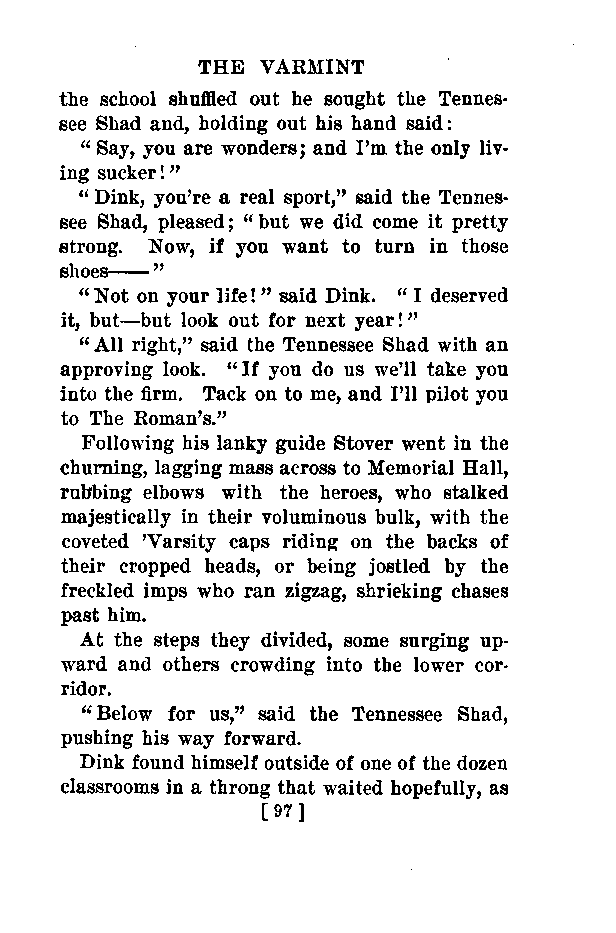 THE VARMINT
the school shuffled out he sought the Tennes-
see Shad and, holding out his hand said:
“Say, you are wonders; and I’m the only liv-
ing sucker!”
“Dink, you’re a real sport,” said the Tennes-
see Shad, pleased; “but we did come it pretty
strong. Now, if you want to turn in those
shoes——”
“Not on your life!” said Dink. “I deserved
it, but—but look out for next year!”
“All right,” said the Tennessee Shad with an
approving look. “If you do us we’ll take you
into the firm. Tack on to me, and I’ll pilot you
to The Roman’s.”
Following his lanky guide Stover went in the
churning, lagging mass across to Memorial Hall,
rubbing elbows with the heroes, who stalked
majestically in their voluminous bulk, with the
coveted ’Varsity caps riding on the backs of
their cropped heads, or being jostled by the
freckled imps who ran zigzag, shrieking chases
past him.
At the steps they divided, some surging up-
ward and others crowding into the lower cor-
ridor.
“Below for us,” said the Tennessee Shad,
pushing his way forward.
Dink found himself outside of one of the dozen
classrooms in a throng that waited hopefully, as
[97]